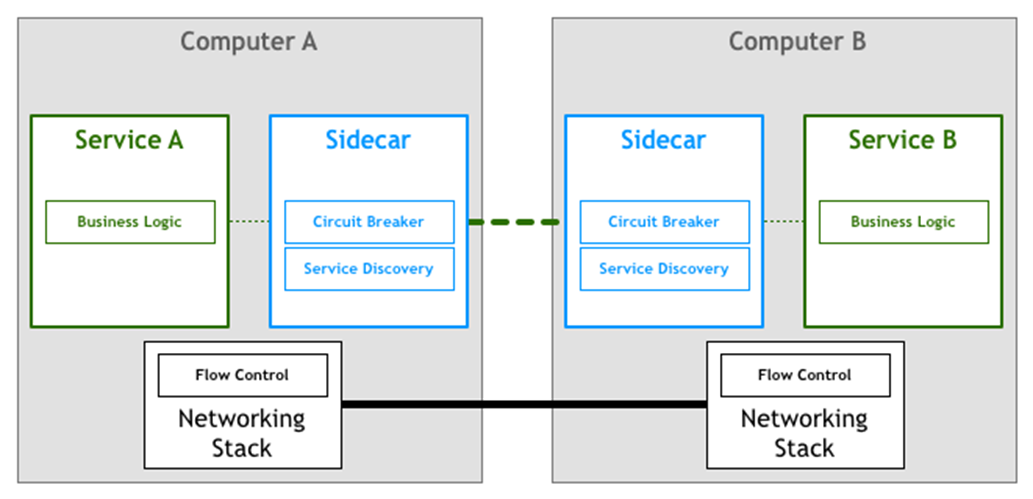 Computer A
Service A
Business Logic
Sidecar
Circuit Breaker
Service Discovery
Flow Control
Networking
Stack
Computer B
Sidecar
Circuit Breaker
Service Discovery
Service B
Business Logic
Flow Control
Networking
Stack